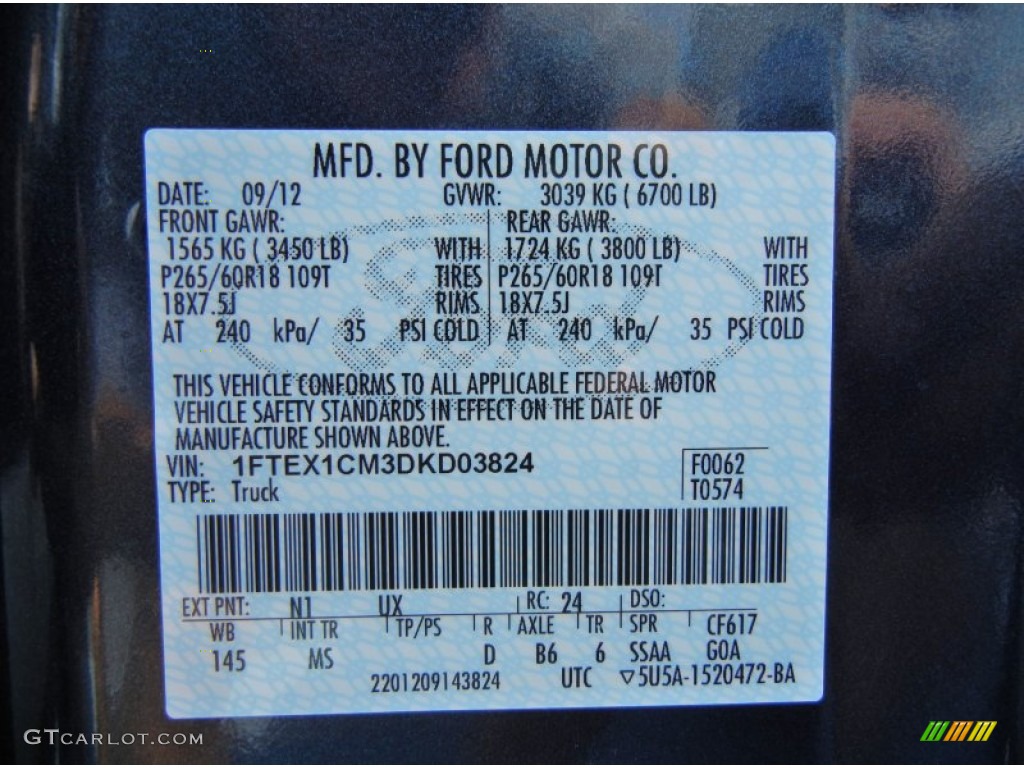 MFD. BY FORD MOTOR CO.
DATE: 09/12 GVWR: 3039 KG ( 6700 LB)
FRONT GAWR: REAR GAWR:
1565 KG ( 3450 LB) WITH 1724 KG ( 3800 LB) WITH
P265/60R18 109T TIRES P265/60R18 109T TIRES
18X7.5J RIMS 18X7.5J RIMS
AT 240 kPa/ 35 PSI COLD AT 240 kPa/ 35 PSI COLD
THIS VEHICLE CONFORMS TO ALL APPLICABLE FEDERAL MOTOR
VEHICLE SAFETY STANDARDS IN EFFECT ON THE DATE OF
MANUFACTURE SHOWN ABOVE.
VIN: 1FTEX1CM3DKD03824 F0062
TYPE: Truck T0574
EXT PNT: N1 UX RC: 24 DSO:
WB INT TR TP/PS R AXLE TR SPR CF617
145 MS D B6 6 SSAA GOA
2201209143824 UTC ▽5U5A-1520472-BA
Ford
GTCARLOT.COM